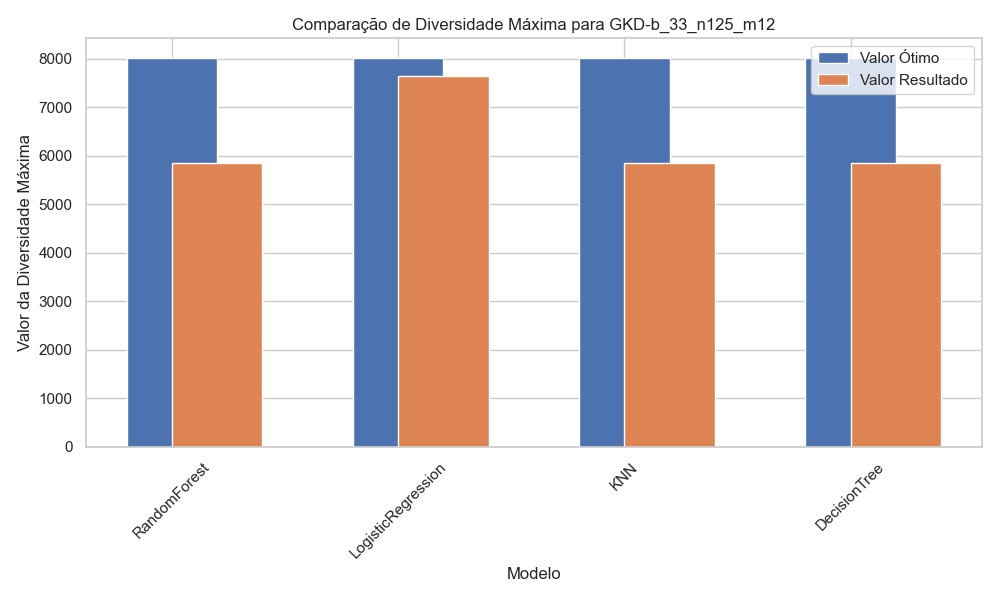 Comparação de Diversidade Máxima para GKD-b_33_n125_m12
Valor Ótimo
Valor Resultado
Valor da Diversidade Máxima
8000
7000
6000
5000
4000
3000
2000
1000
0
RandomForest
LogisticRegression
KNN
DecisionTree
Modelo